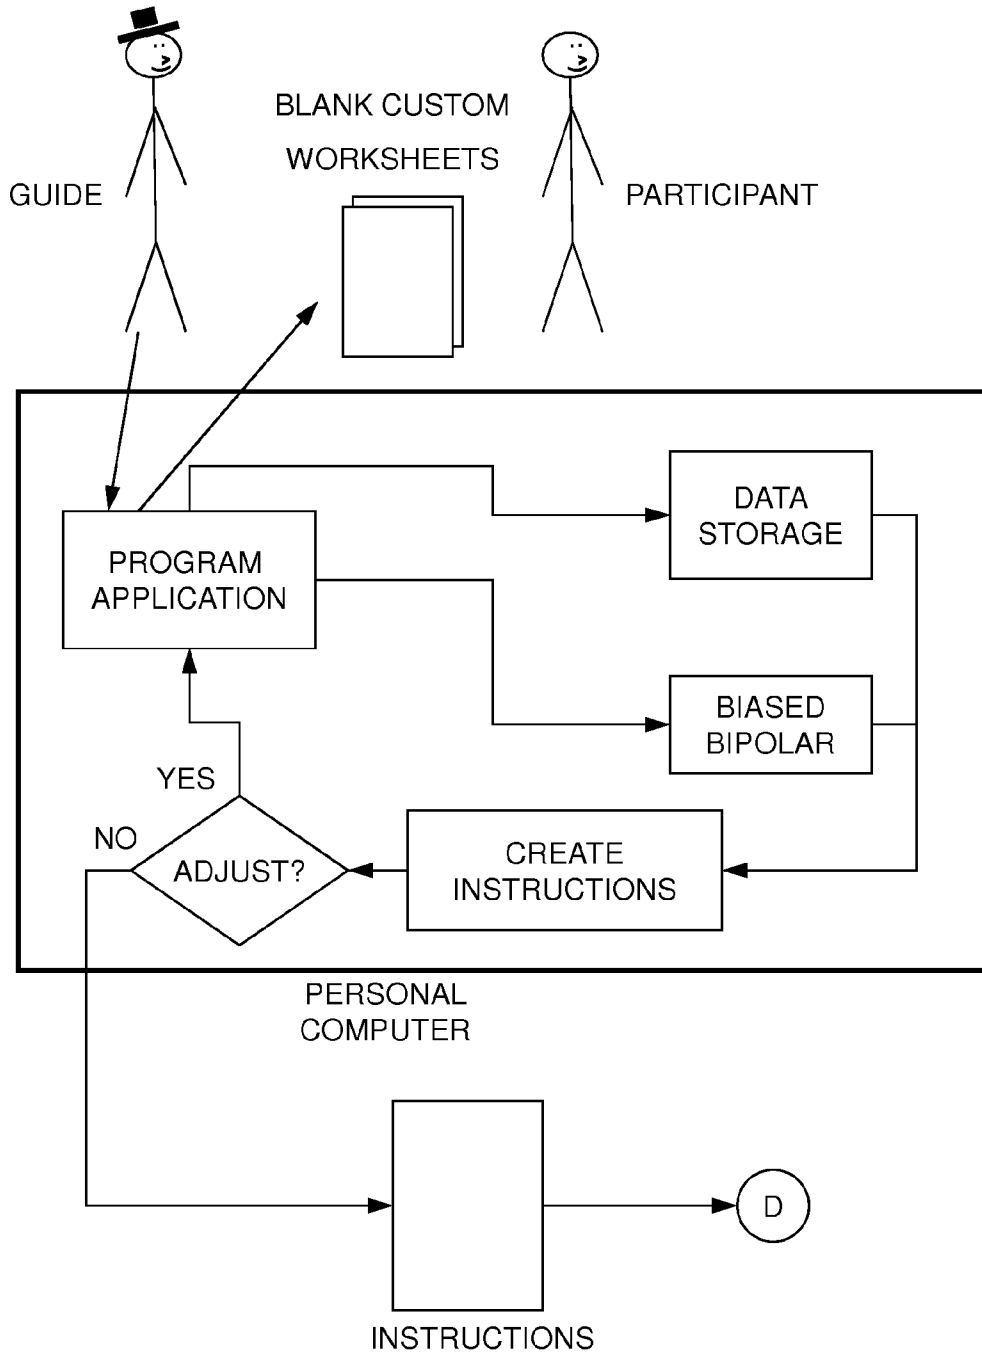 BLANK CUSTOM
WORKSHEETS
GUIDE
PARTICIPANT
DATA
STORAGE
PROGRAM
APPLICATION
BIASED
BIPOLAR
YES
NO
ADJUST?
CREATE
INSTRUCTIONS
PERSONAL
COMPUTER
D
INSTRUCTIONS